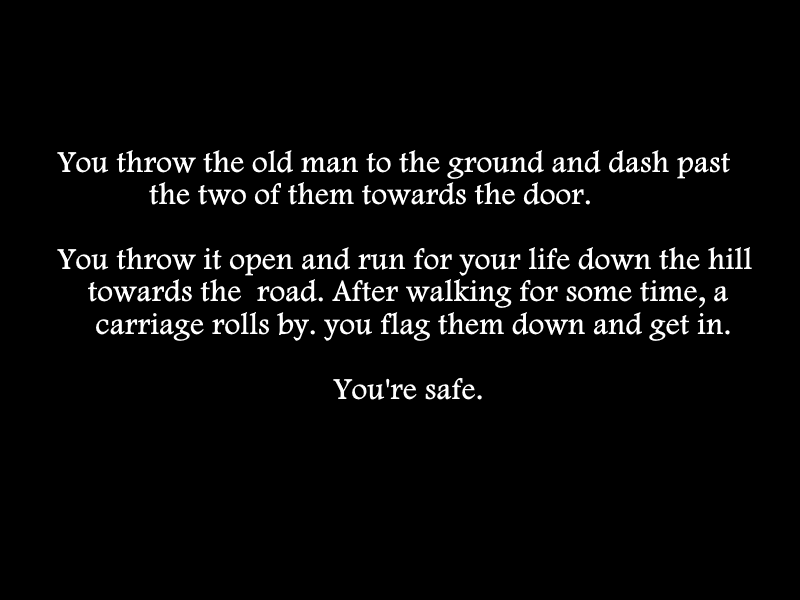 You throw the old man to the ground and dash past
the two of them towards the door.
You throw it open and run for your life down the hill
towards the  road. After walking for some time, a
carriage rolls by. you flag them down and get in.
You're safe.